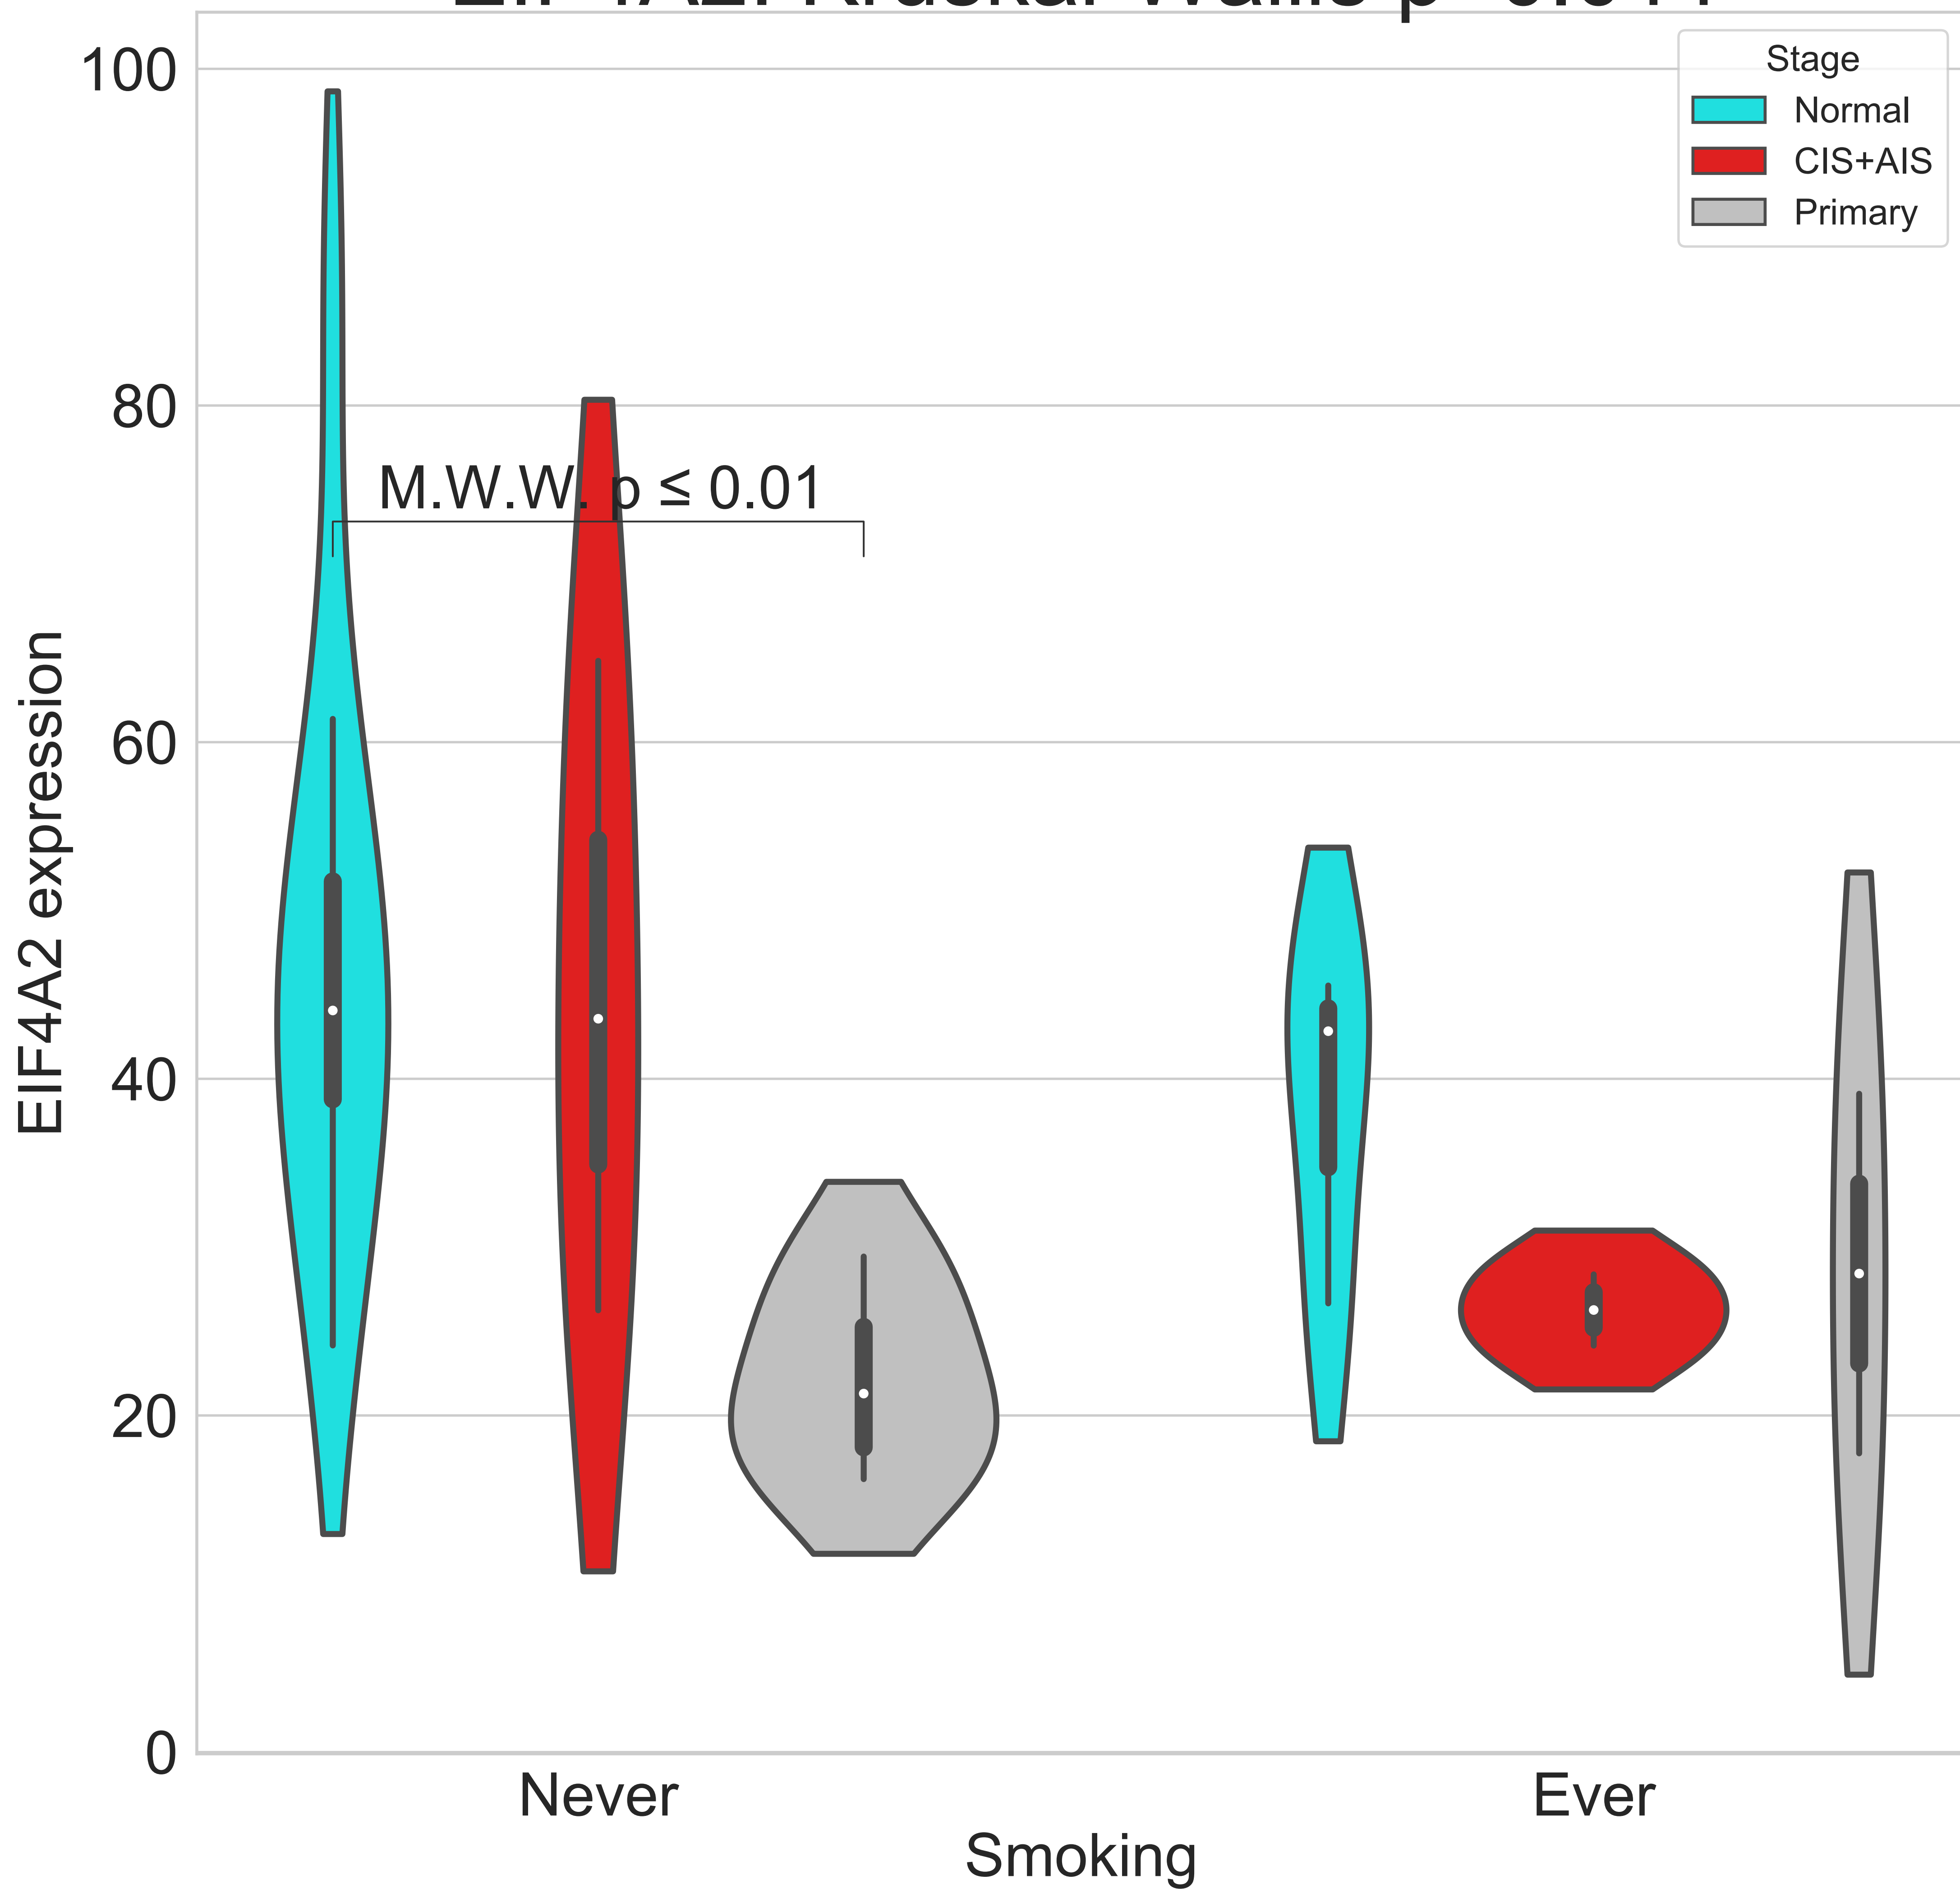 100
80
60
40
20
0
EIF4A2 expression
Stage
Normal
CIS+AIS
Primary
M.W.W. p ≤ 0.01
Never
Ever
Smoking